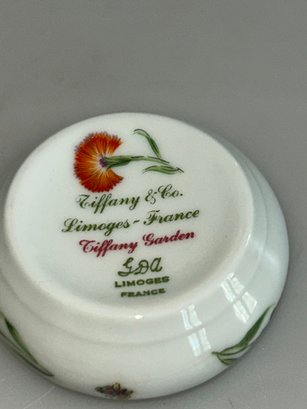 Tiffany & Co.
Limoges - France
Tiffany Garden
GDA
LIMOGES
FRANCE